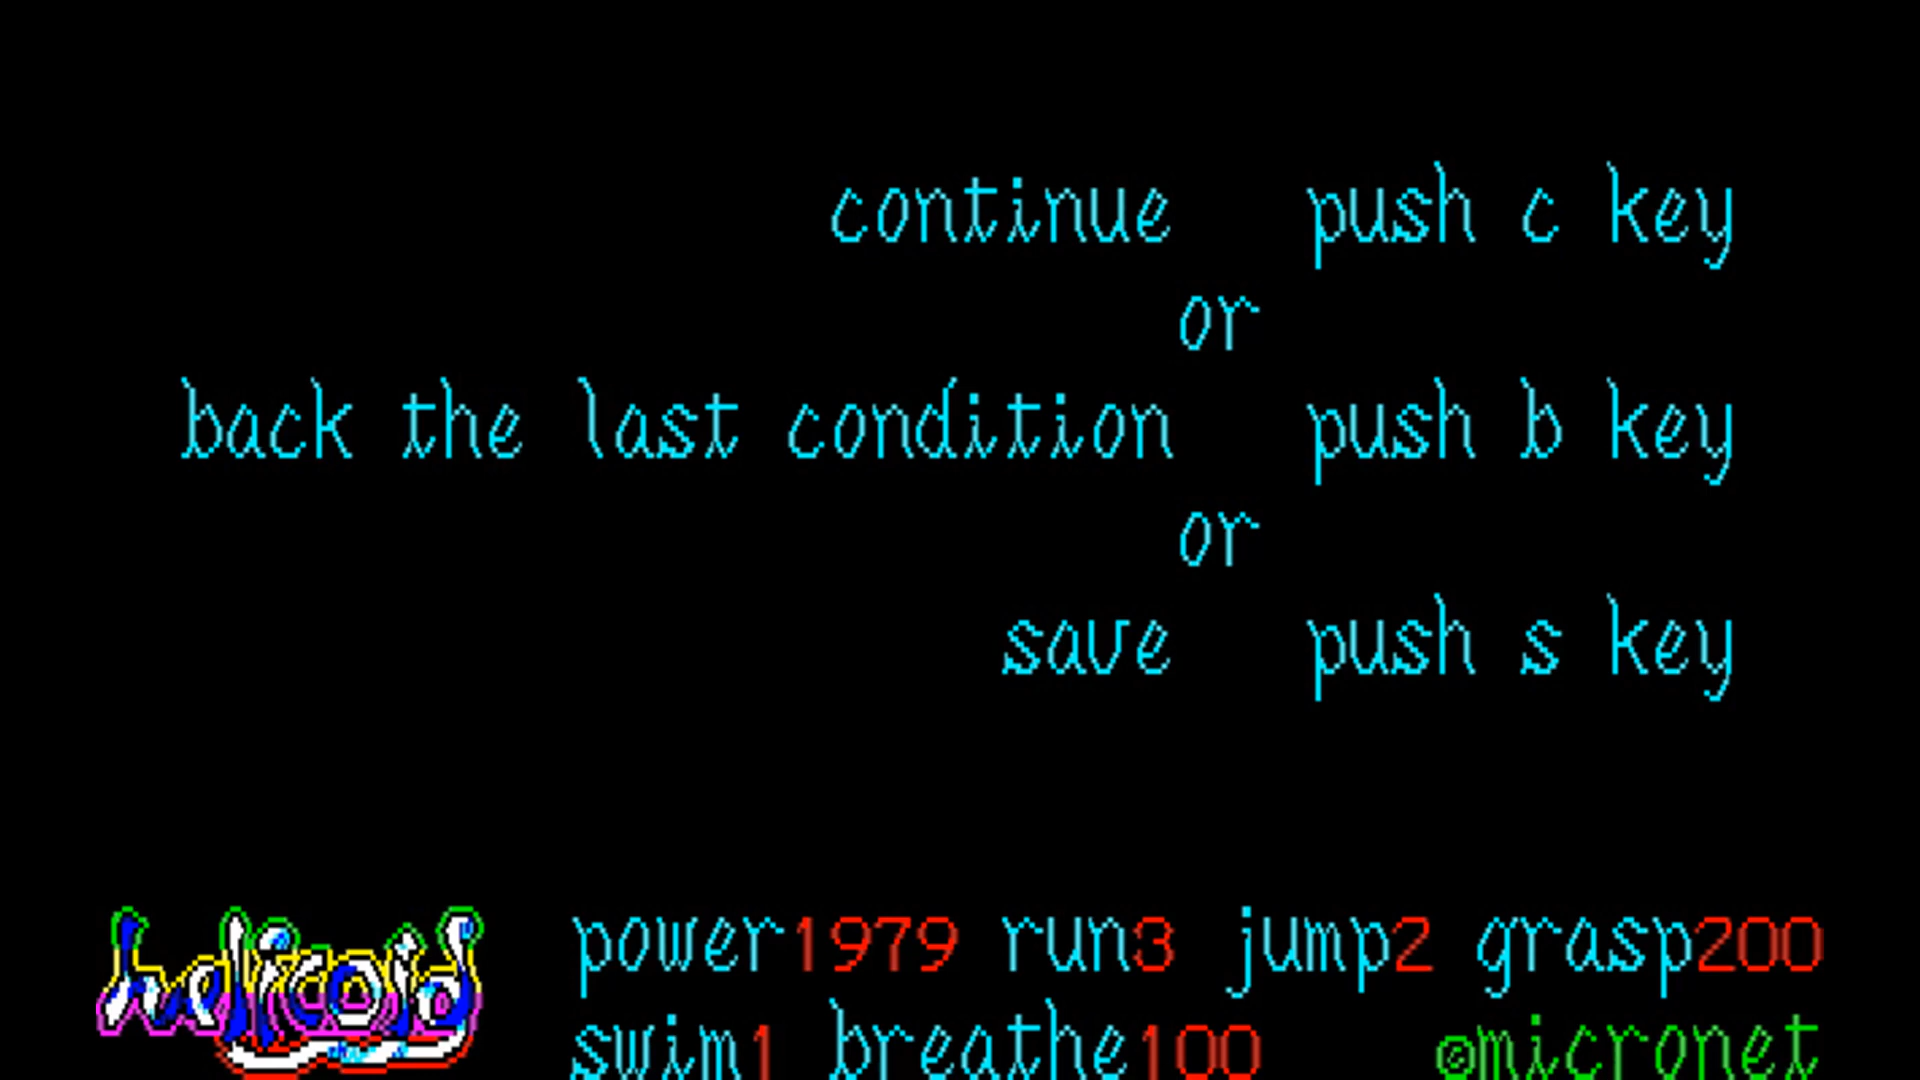 continue push c key
or
back the last condition push b key
or
save push s key
helicoid power1979 run3 jump2 grasp200
swim1 breathe100 @micronet